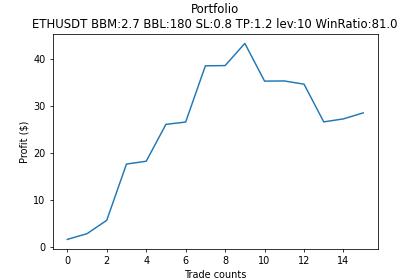 Portfolio
ETHUSDT BBM:2.7 BBL:180 SL:0.8 TP:1.2 lev:10 WinRatio:81.0
40
30
20
10
0
Profit ($)
0 2 4 6 8 10 12 14
Trade counts